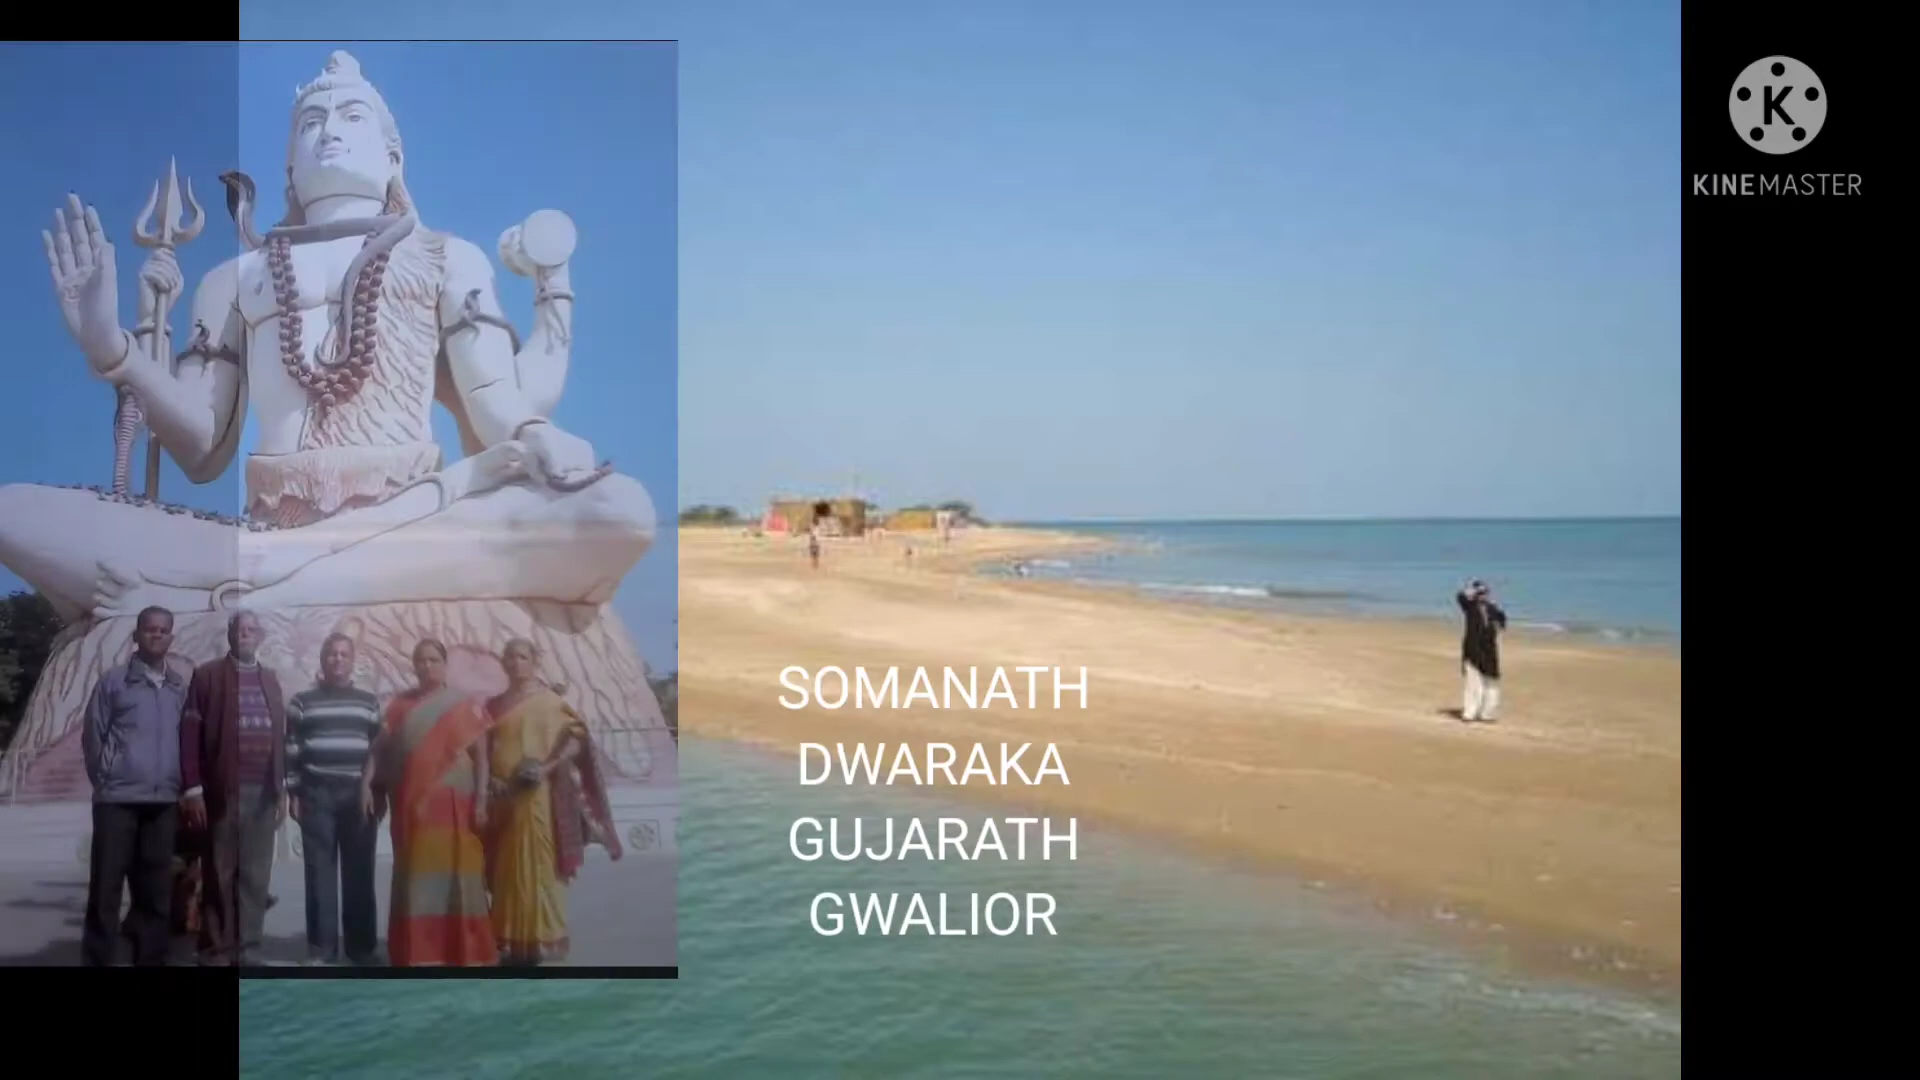 SOMANATH
DWARAKA
GUJARATH
GWALIOR
K
KINEMASTER